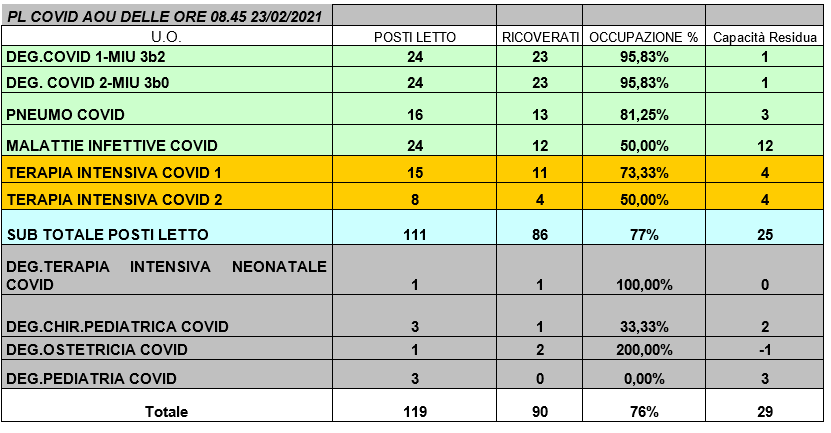 PL COVID AOU DELLE ORE 08.45 23/02/2021
U.O. POSTI LETTO RICOVERATI OCCUPAZIONE % Capacità Residua
DEG.COVID 1-MIU 3b2 24 23 95,83% 1
DEG. COVID 2-MIU 3b0 24 23 95,83% 1
PNEUMO COVID 16 13 81,25% 3
MALATTIE INFETTIVE COVID 24 12 50,00% 12
TERAPIA INTENSIVA COVID 1 15 11 73,33% 4
TERAPIA INTENSIVA COVID 2 8 4 50,00% 4
SUB TOTALE POSTI LETTO 111 86 77% 25
DEG.TERAPIA INTENSIVA NEONATALE
COVID 1 1 100,00% 0
DEG.CHIR.PEDIATRICA COVID 3 1 33,33% 2
DEG.OSTETRICIA COVID 1 2 200,00% -1
DEG.PEDIATRIA COVID 3 0 0,00% 3
Totale 119 90 76% 29